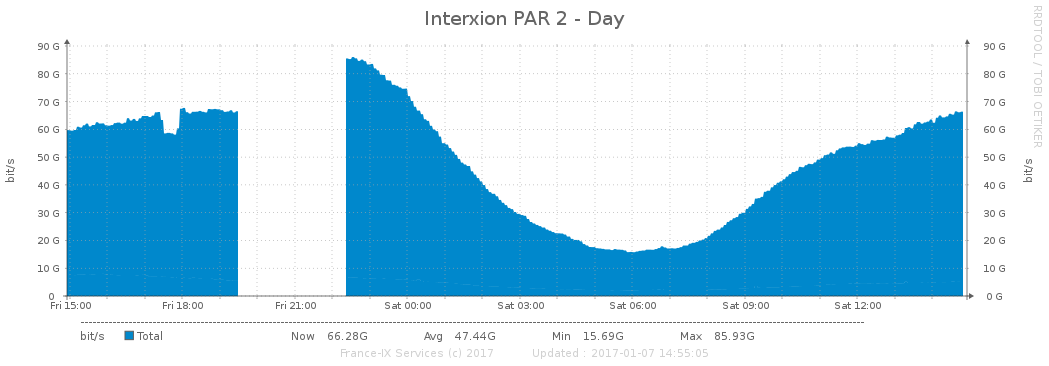 Interxion PAR 2 - Day
RRDTOOL / TOBI OETIKER
bit/s
90 G 90 G
80 G 80 G
70 G 70 G
60 G 60 G
50 G 50 G
40 G 40 G
30 G 30 G
20 G 20 G
10 G 10 G
0 0 G
bit/s
Fri 15:00 Fri 18:00 Fri 21:00 Sat 00:00 Sat 03:00 Sat 06:00 Sat 09:00 Sat 12:00
bit/s Total Now 66.28G Avg 47.44G Min 15.69G Max 85.93G
France-IX Services (c) 2017 Updated : 2017-01-07 14:55:05